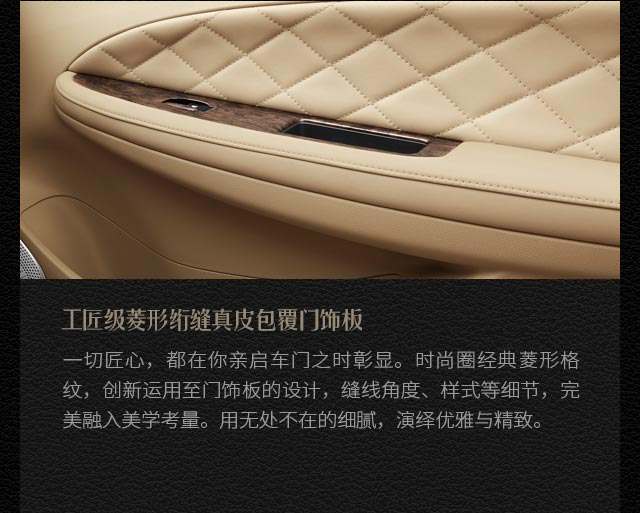 工匠级菱形绗缝真皮包覆门饰板
一切匠心，都在你亲启车门之时彰显。时尚圈经典菱形格
纹，创新运用至门饰板的设计，缝线角度、样式等细节，完
美融入美学考量。用无处不在的细腻，演绎优雅与精致。